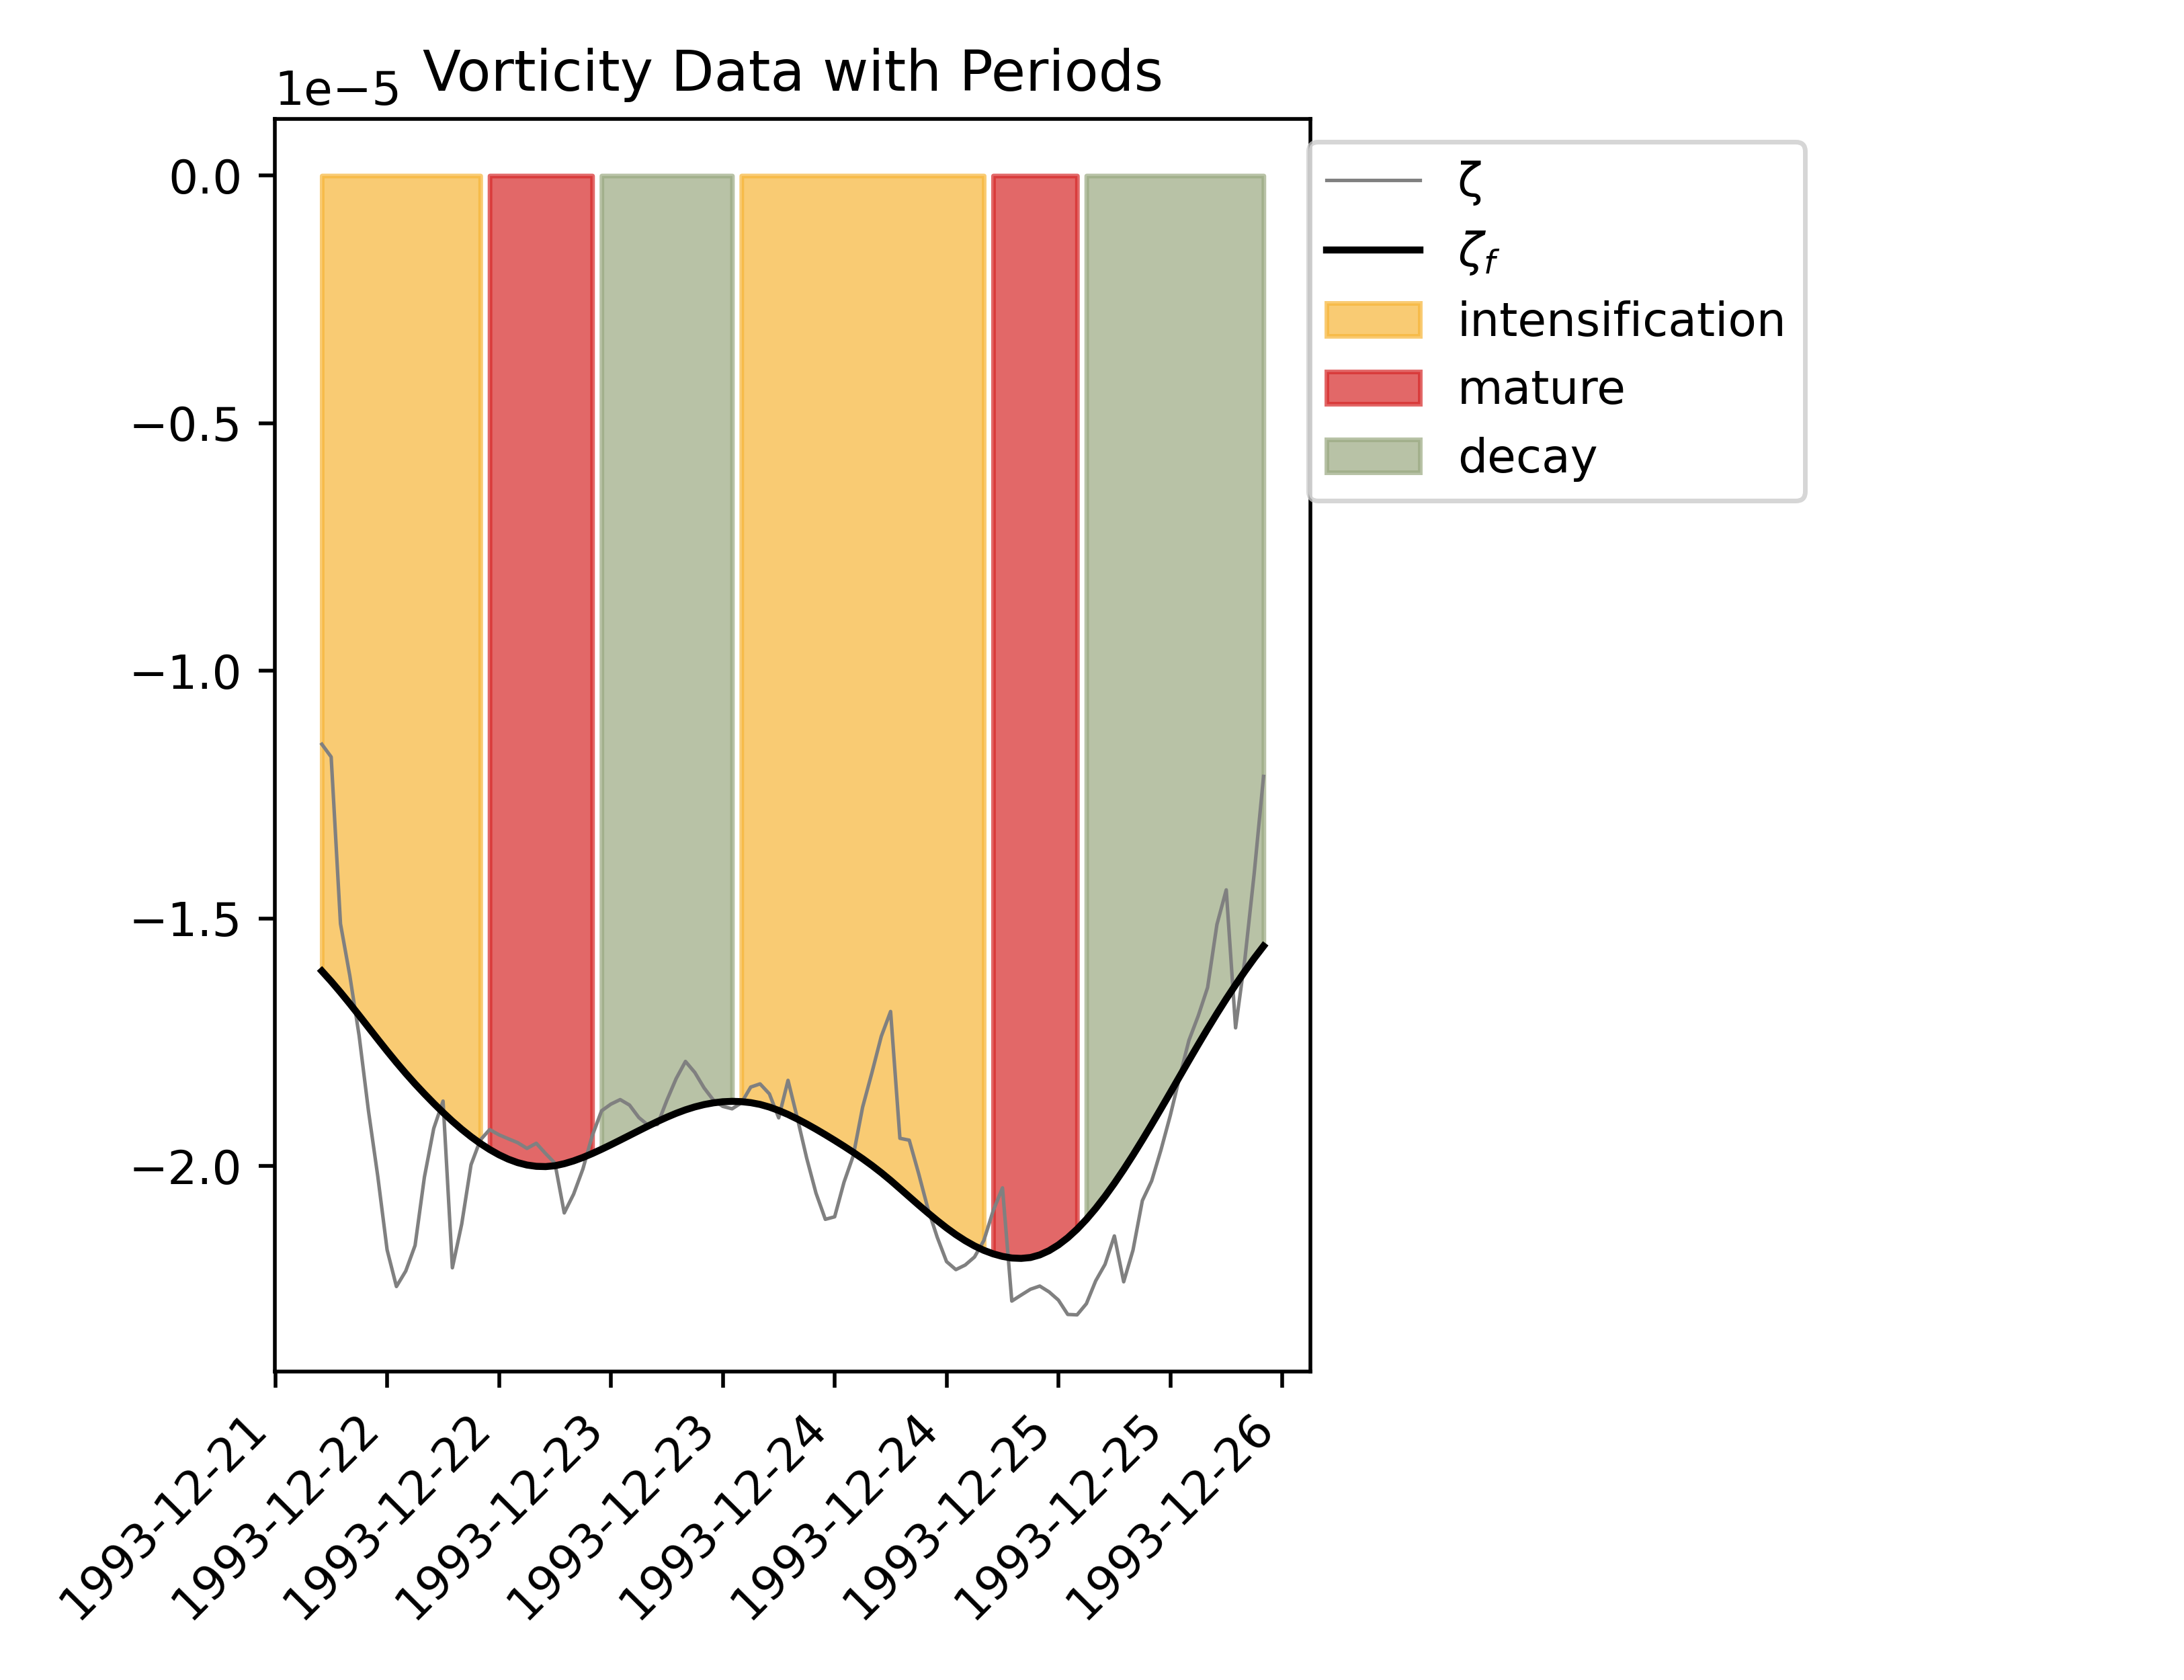 Vorticity Data with Periods
1e−5
0.0
−0.5
−1.0
−1.5
−2.0
1993-12-21
1993-12-22
1993-12-22
1993-12-23
1993-12-23
1993-12-24
1993-12-24
1993-12-25
1993-12-25
1993-12-26
ζ
ζf
intensification
mature
decay